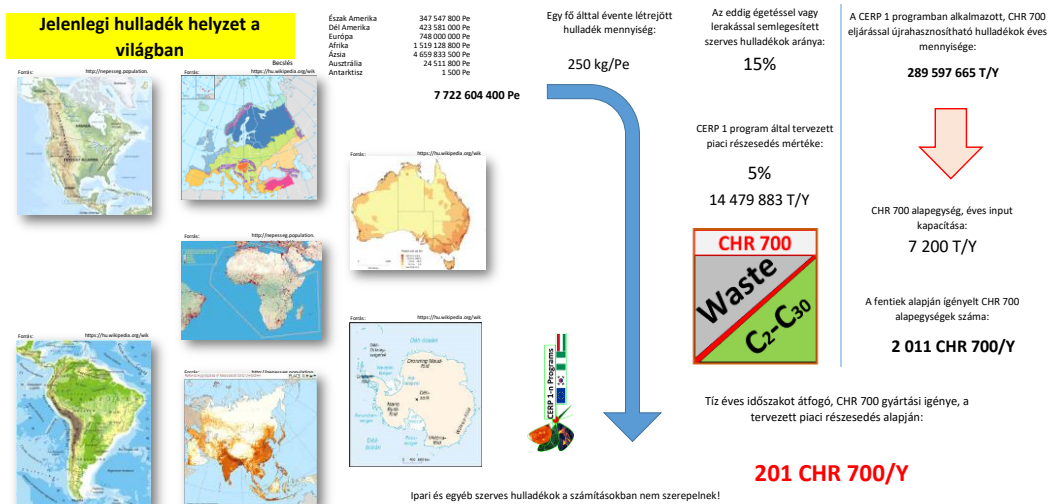 Jelenlegi hulladék helyzet a
világban
Észak Amerika 347 547 800 Pe
Dél Amerika 423 581 000 Pe
Európa 748 000 000 Pe
Afrika 1 519 128 800 Pe
Ázsia 4 659 833 500 Pe
Ausztrália 24 511 800 Pe
Antarktisz 1 500 Pe
Becslés
7 722 604 400 Pe
Forrás: http://nepesseg.population.
Forrás: https://hu.wikipedia.org/wik
Forrás: https://hu.wikipedia.org/wik
Forrás: http://nepesseg.population.
Forrás: https://hu.wikipedia.org/wik
Forrás: https://hu.wikipedia.org/wik
Egy fő álltal évente létrejött
hulladék mennyiség:
250 kg/Pe
Az eddig égetéssel vagy
lerakással semlegesített
szerves hulladékok aránya:
15%
CERP 1 program által tervezett
piaci részesedés mértéke:
5%
14 479 883 T/Y
CHR 700
Waste
C2-C30
CERP 1-n Programs
A CERP 1 programban alkalmazott, CHR 700
eljárással újrahasznosítható hulladékok éves
mennyisége:
289 597 665 T/Y
CHR 700 alapegység, éves input
kapacítása:
7 200 T/Y
A fentiek alapján ígényelt CHR 700
alapegységek száma:
2 011 CHR 700/Y
Tíz éves időszakot átfogó, CHR 700 gyártási igénye, a
tervezett piaci részesedés alapján:
201 CHR 700/Y
Ipari és egyéb szerves hulladékok a számításokban nem szerepelnek!